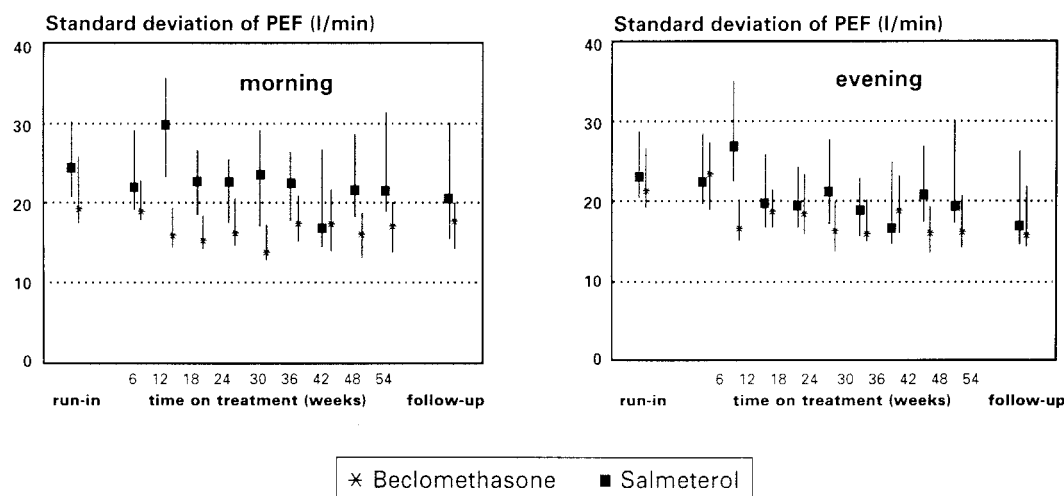 Standard deviation of PEF (l/min)
40
morning
30
20
10
0
6 12 18 24 30 36 42 48 54
run-in time on treatment (weeks) follow-up
Standard deviation of PEF (l/min)
40
evening
30
20
10
0
6 12 18 24 30 36 42 48 54
run-in time on treatment (weeks) follow-up
Beclomethasone Salmeterol